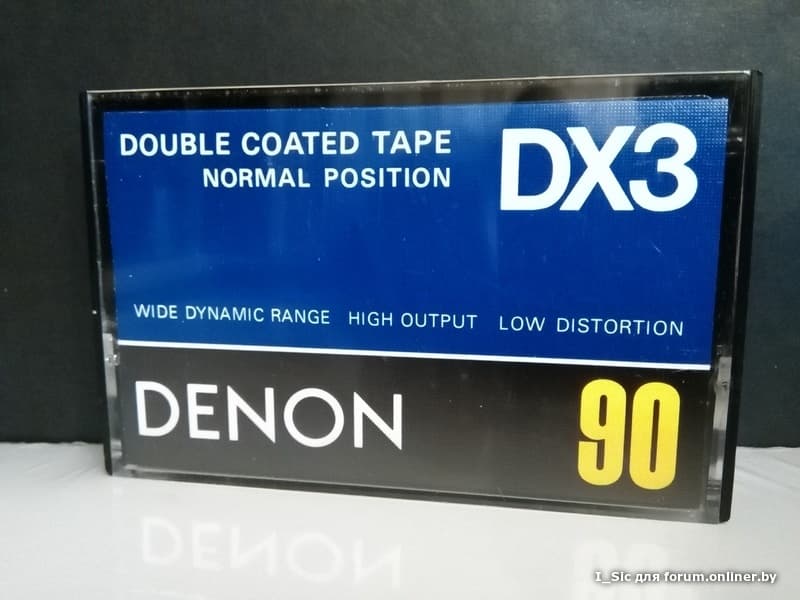 DOUBLE COATED TAPE DX3
NORMAL POSITION
WIDE DYNAMIC RANGE HIGH OUTPUT LOW DISTORTION
DENON 90
I_Sic для forum.onliner.by